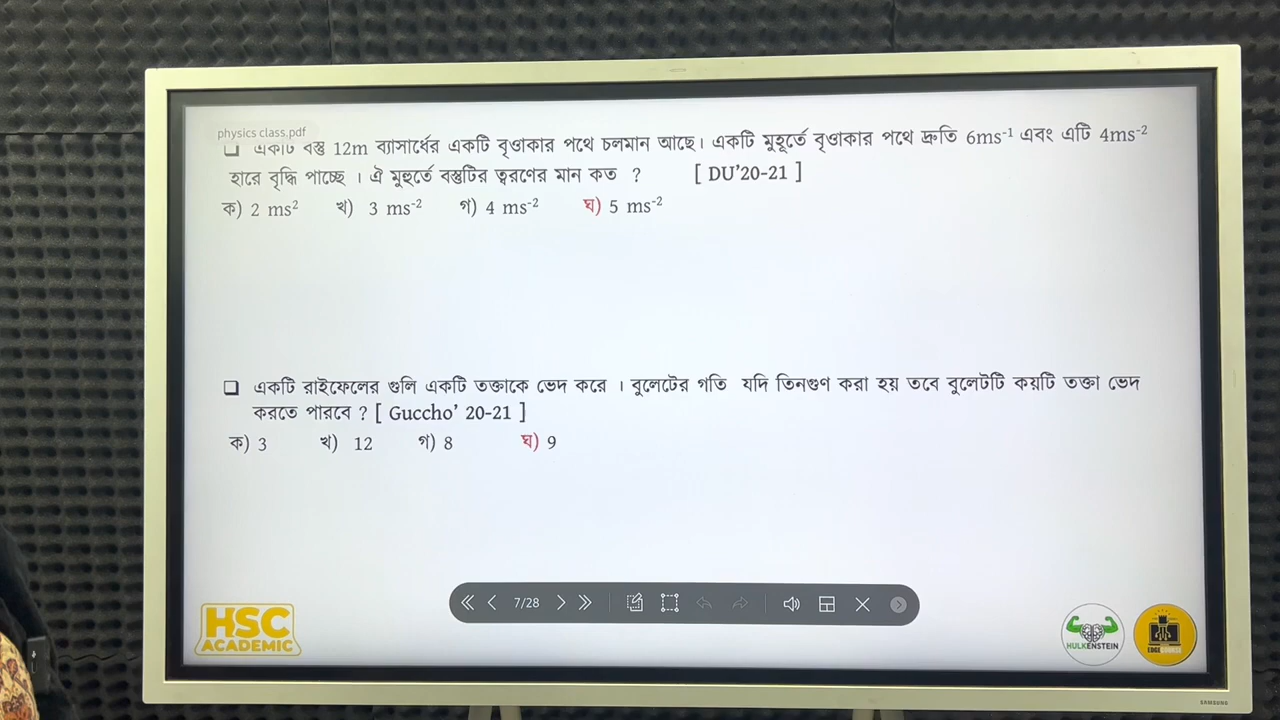 physics class.pdf
❑ একটি বস্তু 12m ব্যাসার্ধের একটি বৃত্তাকার পথে চলমান আছে। একটি মুহূর্তে বৃত্তাকার পথে দ্রুতি 6ms⁻¹ এবং এটি 4ms⁻²
হারে বৃদ্ধি পাচ্ছে । ঐ মুহুর্তে বস্তুটির ত্বরণের মান কত ? [ DU’20-21 ]
ক) 2 ms² খ) 3 ms⁻² গ) 4 ms⁻² ঘ) 5 ms⁻²
❑ একটি রাইফেলের গুলি একটি তক্তাকে ভেদ করে । বুলেটের গতি যদি তিনগুণ করা হয় তবে বুলেটটি কয়টি তক্তা ভেদ
করতে পারবে ? [ Guccho’ 20-21 ]
ক) 3 খ) 12 গ) 8 ঘ) 9
7/28
HSC
ACADEMIC
HULKENSTEIN
EDGECOURSE
SAMSUNG